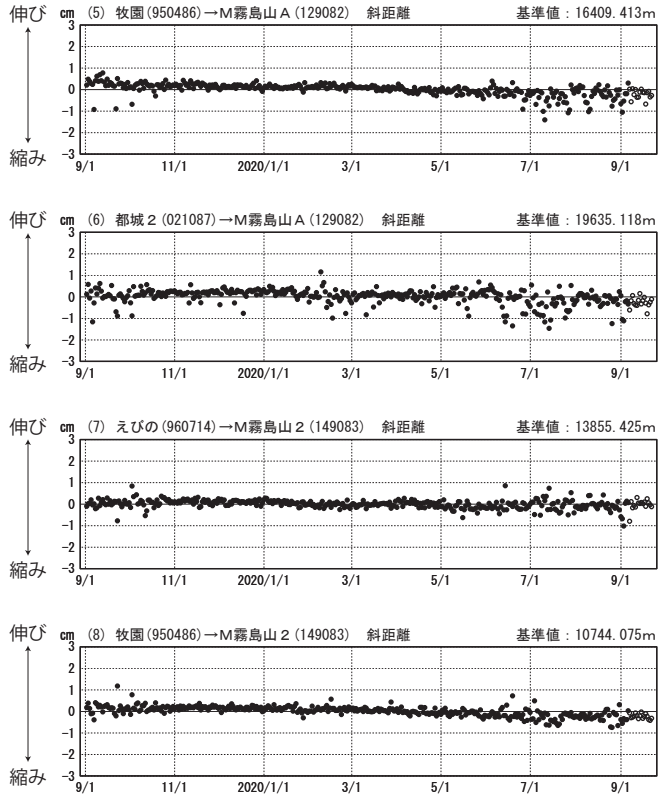 伸び cm (5) 牧園(950486)→M霧島山A(129082) 斜距離 基準値：16409.413m
3
2
1
0
-1
-2
縮み -3
9/1 11/1 2020/1/1 3/1 5/1 7/1 9/1
伸び cm (6) 都城2(021087)→M霧島山A(129082) 斜距離 基準値：19635.118m
3
2
1
0
-1
-2
縮み -3
9/1 11/1 2020/1/1 3/1 5/1 7/1 9/1
伸び cm (7) えびの(960714)→M霧島山2(149083) 斜距離 基準値：13855.425m
3
2
1
0
-1
-2
縮み -3
9/1 11/1 2020/1/1 3/1 5/1 7/1 9/1
伸び cm (8) 牧園(950486)→M霧島山2(149083) 斜距離 基準値：10744.075m
3
2
1
0
-1
-2
縮み -3
9/1 11/1 2020/1/1 3/1 5/1 7/1 9/1